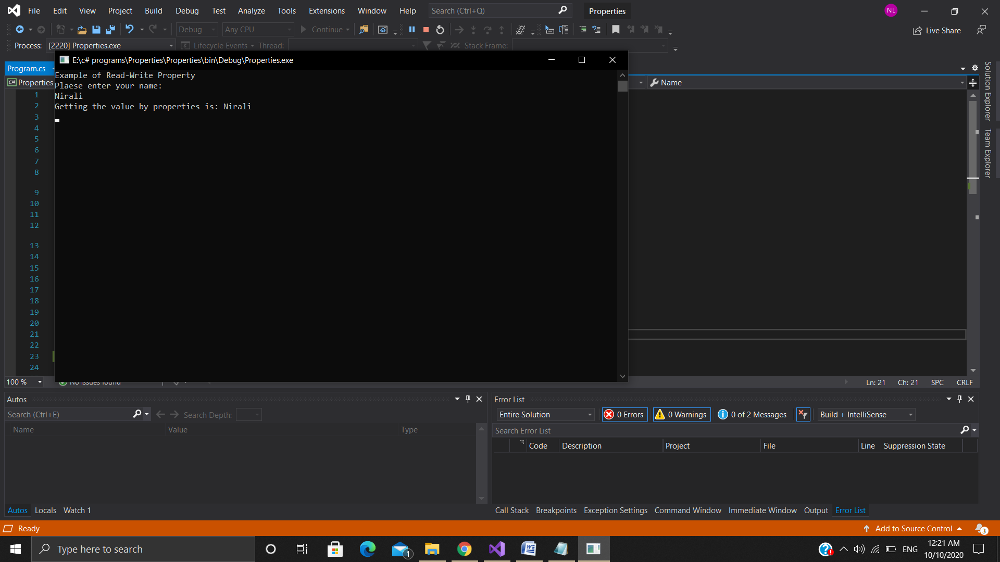 File Edit View Project Build Debug Test Analyze Tools Extensions Window Help Search (Ctrl+Q) Properties NL
Debug Any CPU Continue Live Share
Process: [2220] Properties.exe Lifecycle Events Thread: Stack Frame:
E:\c# programs\Properties\Properties\bin\Debug\Properties.exe
Program.cs
Properties
Name
Example of Read-Write Property
Plaese enter your name:
Nirali
Getting the value by properties is: Nirali
1
2
3
4
5
6
7
8
9
10
11
12
13
14
15
16
17
18
19
20
21
22
23
24
Solution Explorer
Team Explorer
100 % No issues found Ln: 21 Ch: 21 SPC CRLF
Autos
Search (Ctrl+E) Search Depth:
Name Value Type
Autos Locals Watch 1
Error List
Entire Solution 0 Errors 0 Warnings 0 of 2 Messages Build + IntelliSense
Search Error List
Code Description Project File Line Suppression State
Call Stack Breakpoints Exception Settings Command Window Immediate Window Output Error List
Ready Add to Source Control 3
Type here to search 1 ENG 12:21 AM
10/10/2020